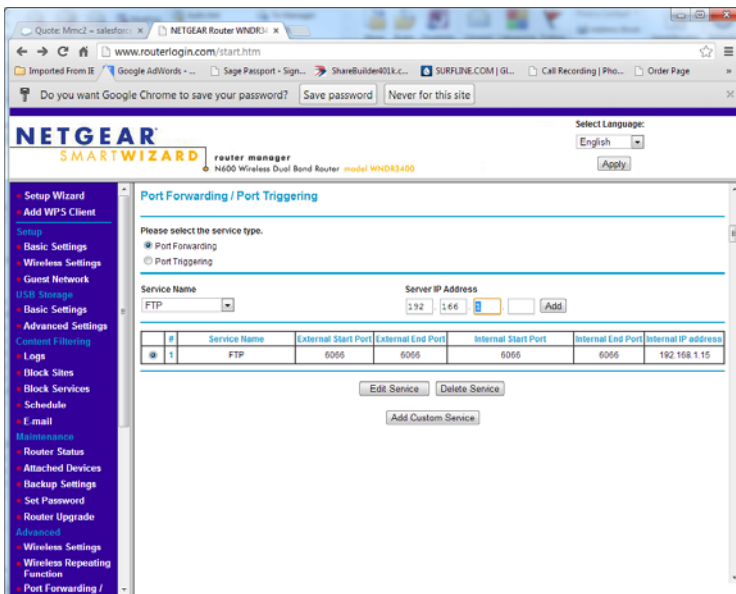 Quote: Mmc2 ~ salesforce
NETGEAR Router WNDR34
www.routerlogin.com/start.htm
Imported From IE
Google AdWords - ...
Sage Passport - Sign...
ShareBuilder401k.c...
SURFLINE.COM | Gl...
Call Recording | Pho...
Order Page
»
Do you want Google Chrome to save your password?
Save password
Never for this site
NETGEAR
SMARTWIZARD
router manager
N600 Wireless Dual Band Router model WNDR3400
Select Language:
English
Apply
Setup Wizard
Add WPS Client
Setup
Basic Settings
Wireless Settings
Guest Network
USB Storage
Basic Settings
Advanced Settings
Content Filtering
Logs
Block Sites
Block Services
Schedule
E-mail
Maintenance
Router Status
Attached Devices
Backup Settings
Set Password
Router Upgrade
Advanced
Wireless Settings
Wireless Repeating
Function
Port Forwarding /
Port Forwarding / Port Triggering
Please select the service type.
Port Forwarding
Port Triggering
Service Name
FTP
Server IP Address
192 . 166 . 1 .
Add
# Service Name External Start Port External End Port Internal Start Port Internal End Port Internal IP address
1 FTP 6066 6066 6066 6066 192.168.1.15
Edit Service
Delete Service
Add Custom Service